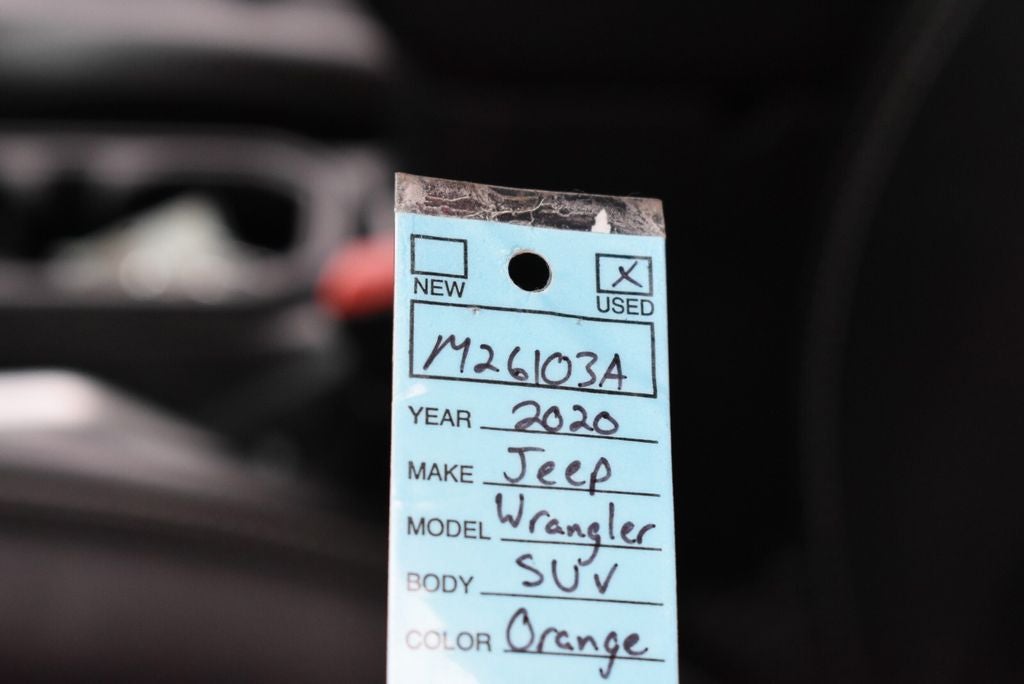 NEW USED
X
M26103A
YEAR 2020
MAKE Jeep
MODEL Wrangler
BODY SUV
COLOR Orange